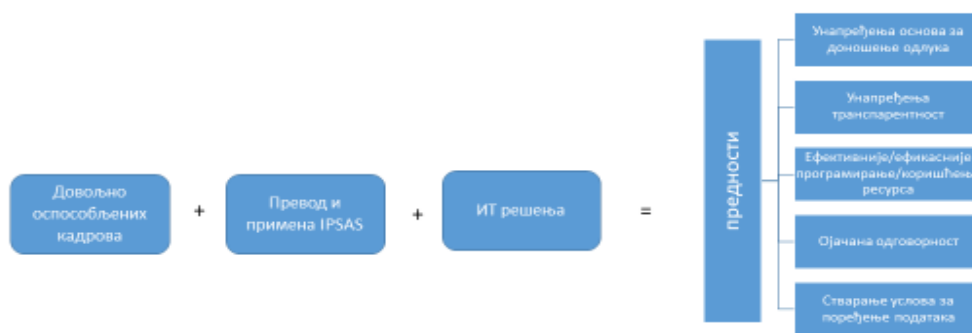 Довољно
оспособљених
кадрова
+
Превод и
примена IPSAS
+
ИТ решења
=
предности
Унапређења основа за
доношење одлука
Унапређења
транспарентност
Ефективније/ефикасније
програмирање/коришћење
ресурса
Ојачана одговорност
Стварање услова за
поређење података